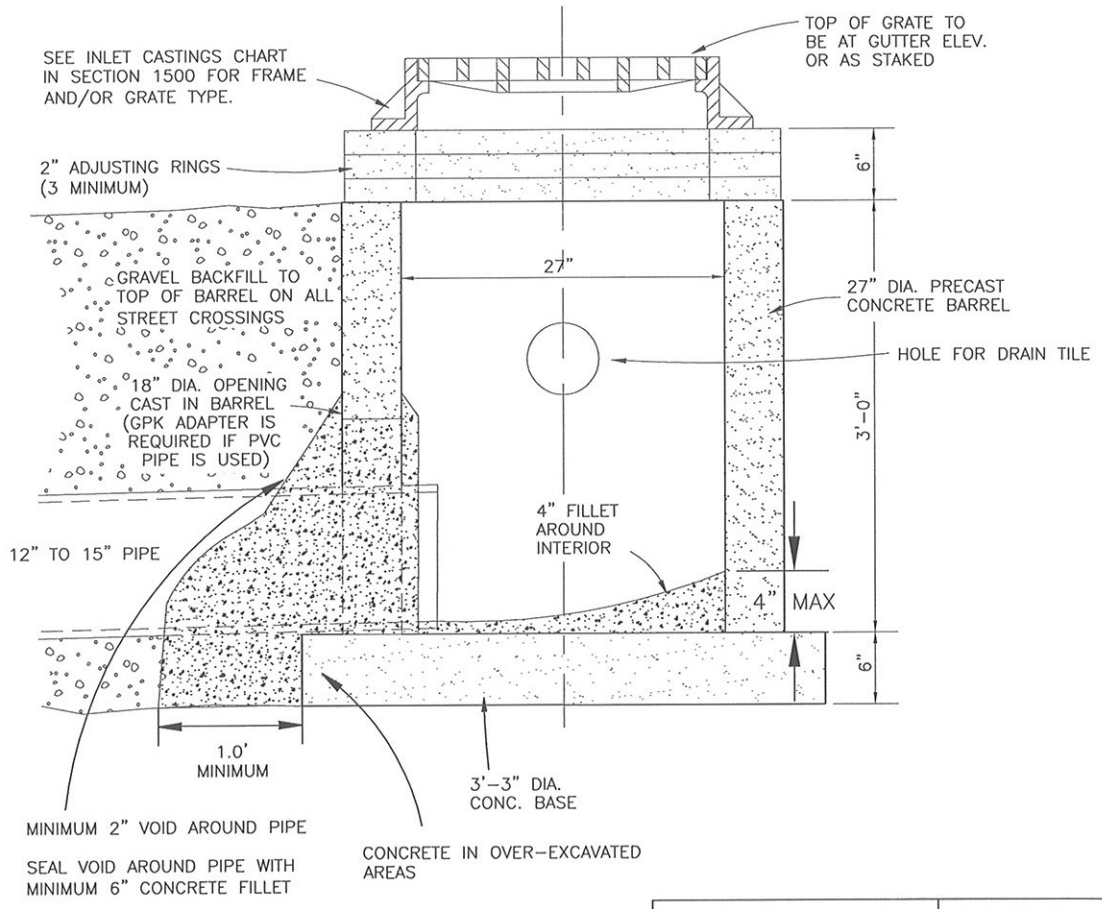 TOP OF GRATE TO
BE AT GUTTER ELEV.
OR AS STAKED
SEE INLET CASTINGS CHART
IN SECTION 1500 FOR FRAME
AND/OR GRATE TYPE.
2" ADJUSTING RINGS
(3 MINIMUM)
6"
GRAVEL BACKFILL TO
TOP OF BARREL ON ALL
STREET CROSSINGS
27"
27" DIA. PRECAST
CONCRETE BARREL
HOLE FOR DRAIN TILE
18" DIA. OPENING
CAST IN BARREL
(GPK ADAPTER IS
REQUIRED IF PVC
PIPE IS USED)
3'-0"
4" FILLET
AROUND
INTERIOR
12" TO 15" PIPE
4" MAX
6"
1.0'
MINIMUM
3'-3" DIA.
CONC. BASE
MINIMUM 2" VOID AROUND PIPE
SEAL VOID AROUND PIPE WITH
MINIMUM 6" CONCRETE FILLET
CONCRETE IN OVER-EXCAVATED
AREAS